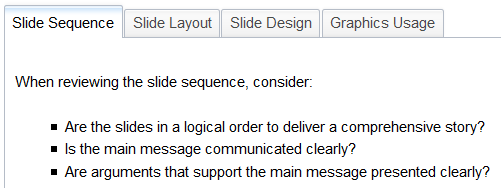 Slide Sequence Slide Layout Slide Design Graphics Usage
When reviewing the slide sequence, consider:
Are the slides in a logical order to deliver a comprehensive story?
Is the main message communicated clearly?
Are arguments that support the main message presented clearly?